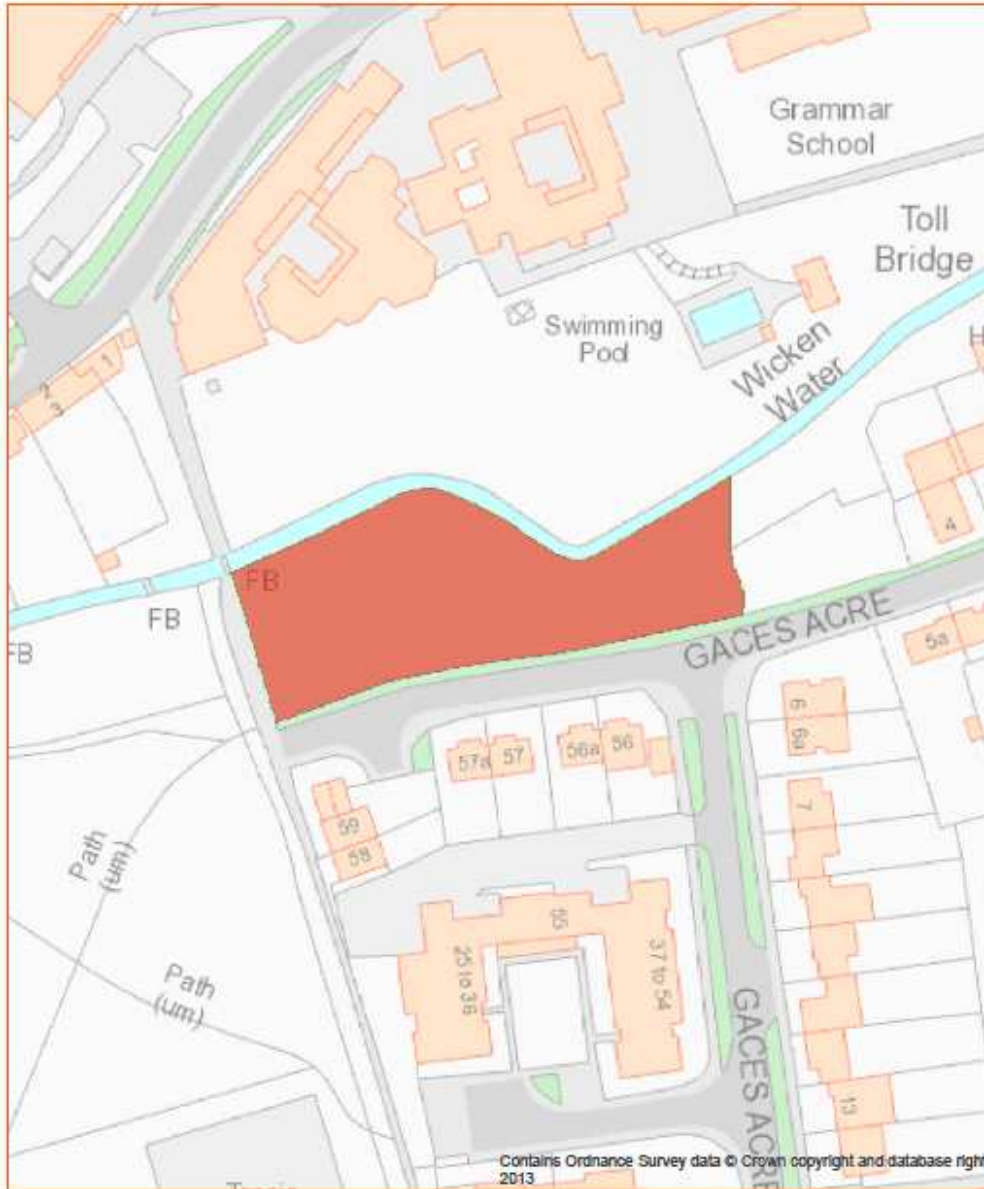 Grammar
School
Toll
Bridge
Swimming
Pool
Wicken
Water
H
1
2
3
4
FB
FB
FB
GACES ACRE
5a
6
6a
57a
57
56a
56
7
59
58
Path
(um)
55
25 to 36
37 to 54
Path
(um)
GACES ACRE
13
Contains Ordnance Survey data © Crown copyright and database right
2013